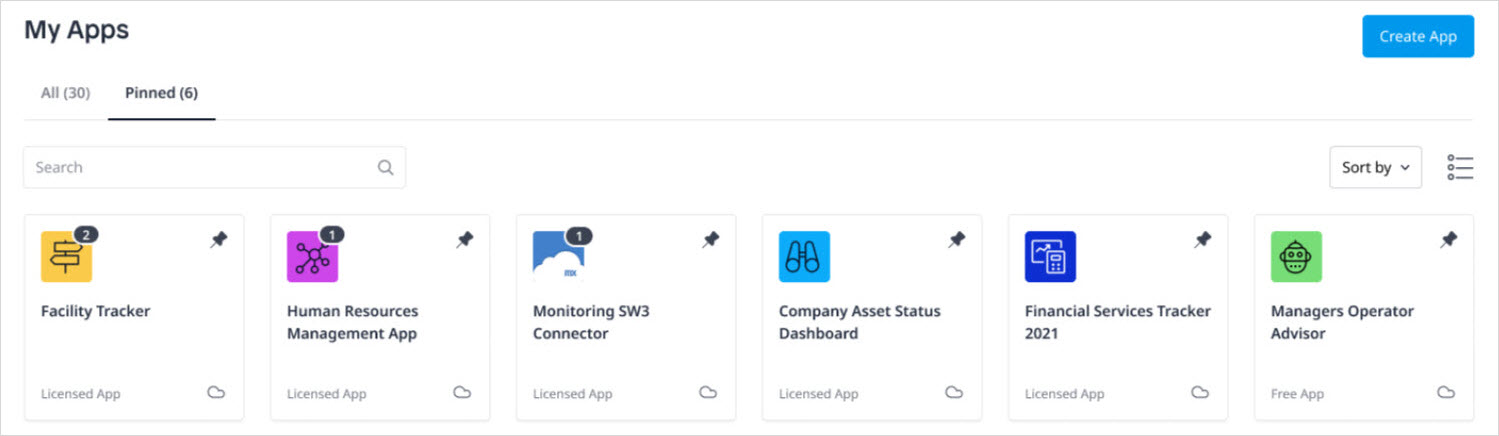 My Apps
Create App
All (30) Pinned (6)
Search
Sort by
2
1
1
mx
Facility Tracker
Human Resources
Management App
Monitoring SW3
Connector
Company Asset Status
Dashboard
Financial Services Tracker
2021
Managers Operator
Advisor
Licensed App
Licensed App
Licensed App
Licensed App
Licensed App
Free App